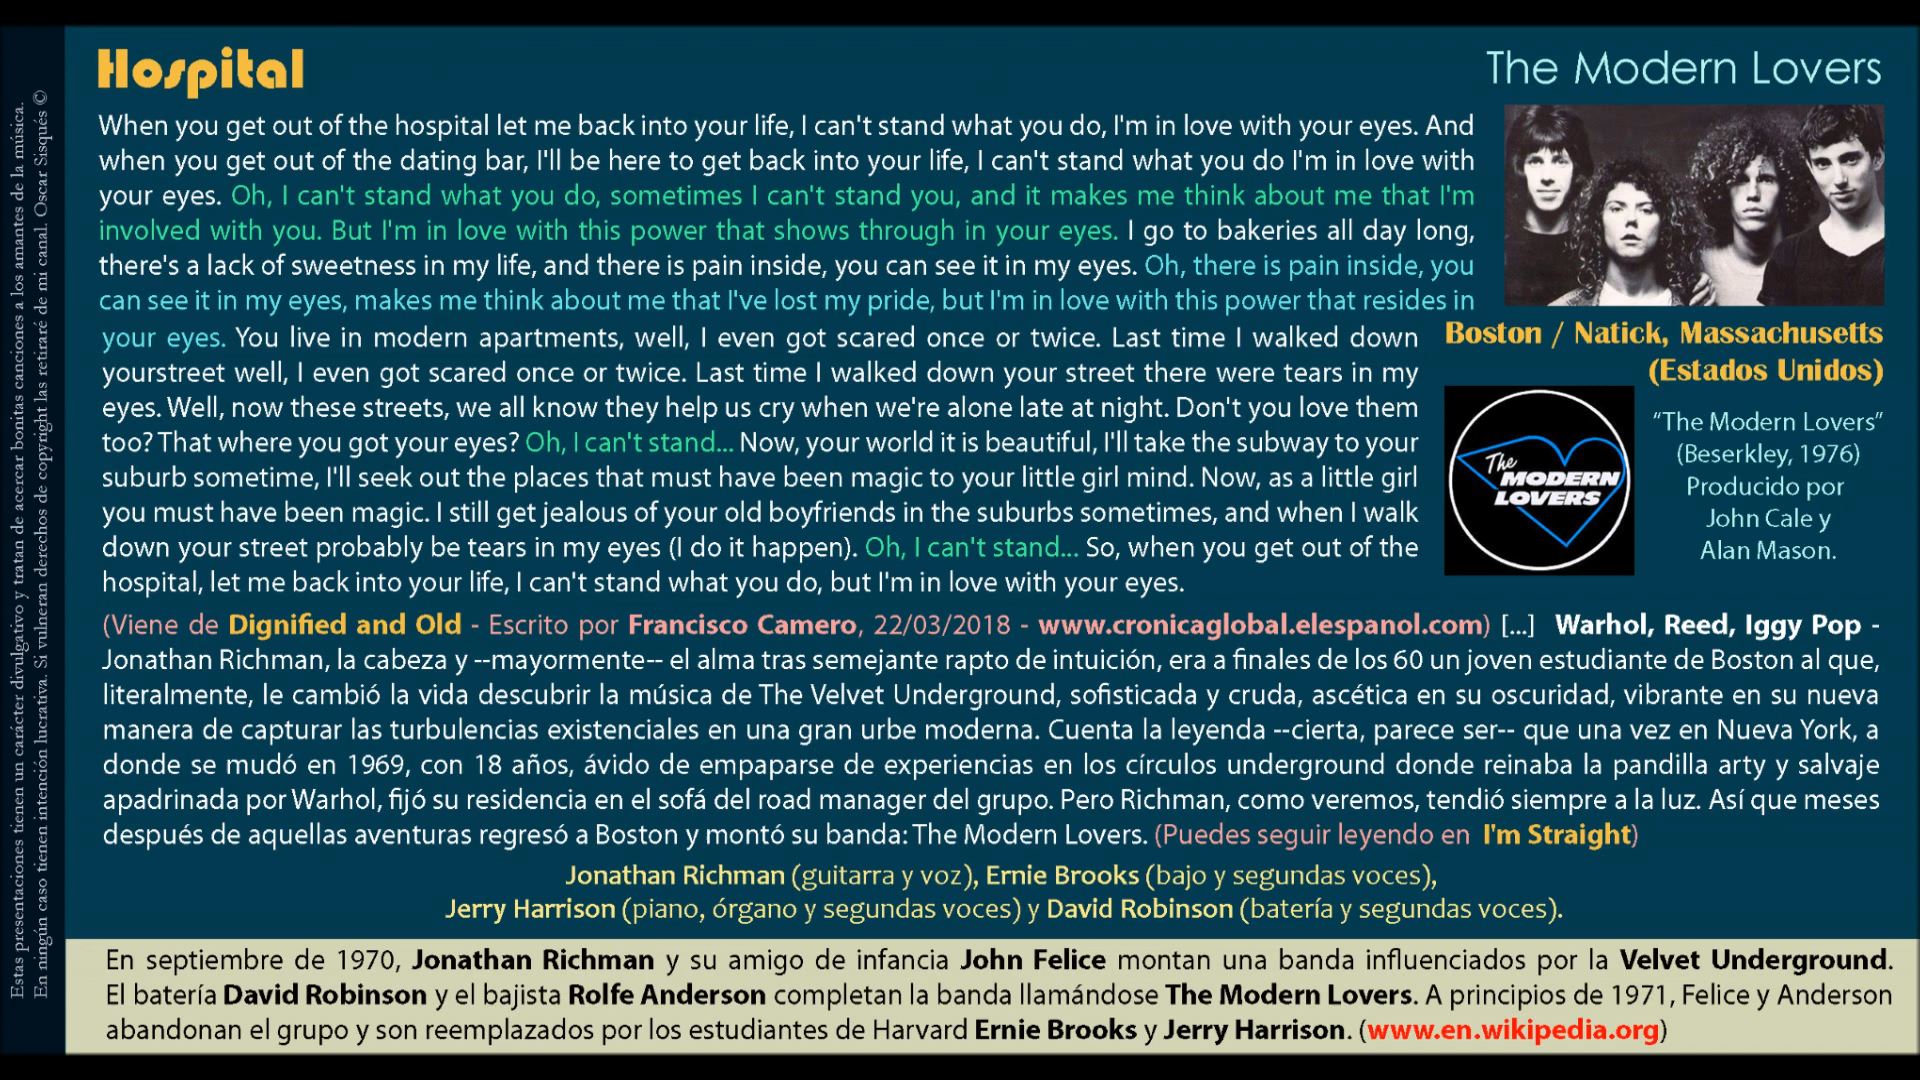 Hospital
The Modern Lovers
When you get out of the hospital let me back into your life, I can't stand what you do, I'm in love with your eyes. And
when you get out of the dating bar, I'll be here to get back into your life, I can't stand what you do I'm in love with
your eyes. Oh, I can't stand what you do, sometimes I can't stand you, and it makes me think about me that I'm
involved with you. But I'm in love with this power that shows through in your eyes. I go to bakeries all day long,
there's a lack of sweetness in my life, and there is pain inside, you can see it in my eyes. Oh, there is pain inside, you
can see it in my eyes, makes me think about me that I've lost my pride, but I'm in love with this power that resides in
your eyes. You live in modern apartments, well, I even got scared once or twice. Last time I walked down
yourstreet well, I even got scared once or twice. Last time I walked down your street there were tears in my
eyes. Well, now these streets, we all know they help us cry when we're alone late at night. Don't you love them
too? That where you got your eyes? Oh, I can't stand... Now, your world it is beautiful, I'll take the subway to your
suburb sometime, I'll seek out the places that must have been magic to your little girl mind. Now, as a little girl
you must have been magic. I still get jealous of your old boyfriends in the suburbs sometimes, and when I walk
down your street probably be tears in my eyes (I do it happen). Oh, I can't stand... So, when you get out of the
hospital, let me back into your life, I can't stand what you do, but I'm in love with your eyes.
Boston / Natick, Massachusetts
(Estados Unidos)
The
MODERN
LOVERS
“The Modern Lovers”
(Beserkley, 1976)
Producido por
John Cale y
Alan Mason.
(Viene de Dignified and Old - Escrito por Francisco Camero, 22/03/2018 - www.cronicaglobal.elespanol.com) [...] Warhol, Reed, Iggy Pop -
Jonathan Richman, la cabeza y --mayormente-- el alma tras semejante rapto de intuición, era a finales de los 60 un joven estudiante de Boston al que,
literalmente, le cambió la vida descubrir la música de The Velvet Underground, sofisticada y cruda, ascética en su oscuridad, vibrante en su nueva
manera de capturar las turbulencias existenciales en una gran urbe moderna. Cuenta la leyenda --cierta, parece ser-- que una vez en Nueva York, a
donde se mudó en 1969, con 18 años, ávido de empaparse de experiencias en los círculos underground donde reinaba la pandilla arty y salvaje
apadrinada por Warhol, fijó su residencia en el sofá del road manager del grupo. Pero Richman, como veremos, tendió siempre a la luz. Así que meses
después de aquellas aventuras regresó a Boston y montó su banda: The Modern Lovers. (Puedes seguir leyendo en I'm Straight)
Jonathan Richman (guitarra y voz), Ernie Brooks (bajo y segundas voces),
Jerry Harrison (piano, órgano y segundas voces) y David Robinson (batería y segundas voces).
En septiembre de 1970, Jonathan Richman y su amigo de infancia John Felice montan una banda influenciados por la Velvet Underground.
El batería David Robinson y el bajista Rolfe Anderson completan la banda llamándose The Modern Lovers. A principios de 1971, Felice y Anderson
abandonan el grupo y son reemplazados por los estudiantes de Harvard Ernie Brooks y Jerry Harrison. (www.en.wikipedia.org)
Estas presentaciones tienen un carácter divulgativo y tratan de acercar bonitas canciones a los amantes de la música.
En ningún caso tienen intención lucrativa. Si vulneran derechos de copyright las retiraré de mi canal. Oscar Sisqués ©